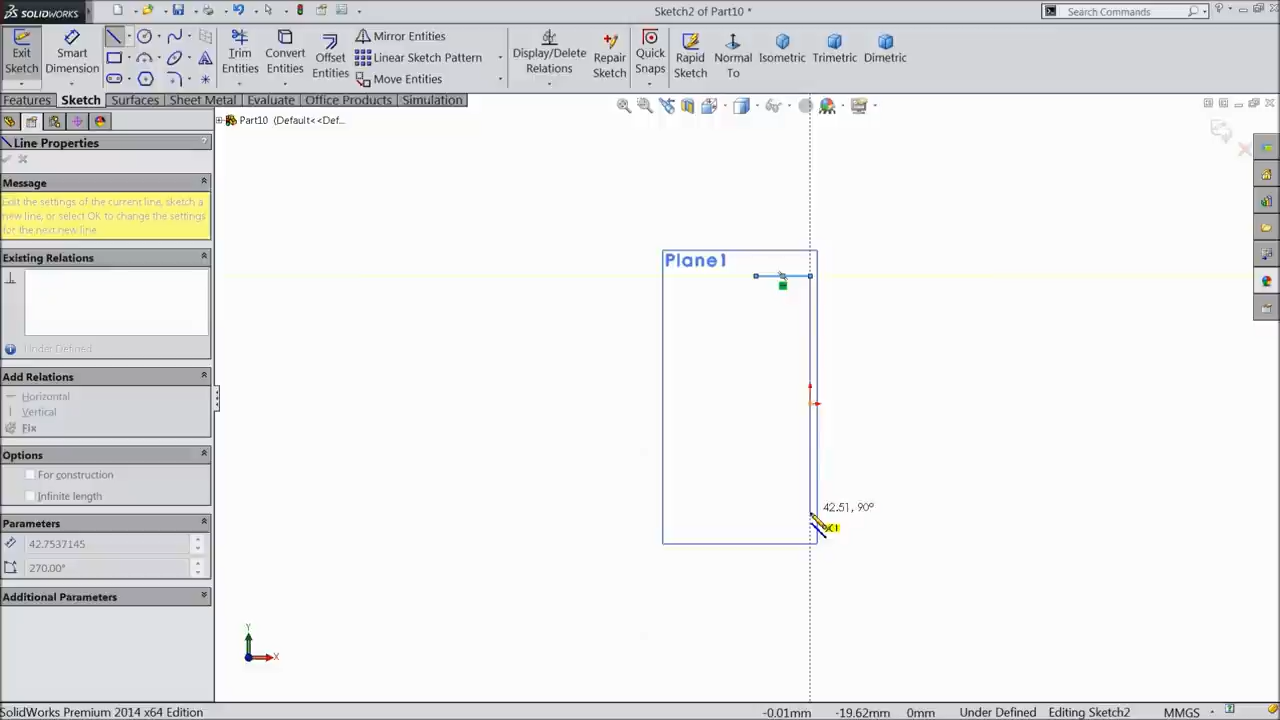 SOLIDWORKS
Sketch2 of Part10 *
Search Commands
Exit Sketch
Smart Dimension
Trim Entities
Convert Entities
Offset Entities
Mirror Entities
Linear Sketch Pattern
Move Entities
Display/Delete Relations
Repair Sketch
Quick Snaps
Rapid Sketch
Normal To
Isometric
Trimetric
Dimetric
Features
Sketch
Surfaces
Sheet Metal
Evaluate
Office Products
Simulation
Part10 (Default<<Def...
Line Properties
?
Message
Edit the settings of the current line, sketch a
new line, or select OK to change the settings
for the next new line
Existing Relations
Under Defined
Add Relations
Horizontal
Vertical
Fix
Options
For construction
Infinite length
Parameters
42.7537145
270.00°
Additional Parameters
Plane1
42.51, 90°
Y
X
SolidWorks Premium 2014 x64 Edition
-0.01mm
-19.62mm
0mm
Under Defined
Editing Sketch2
MMGS